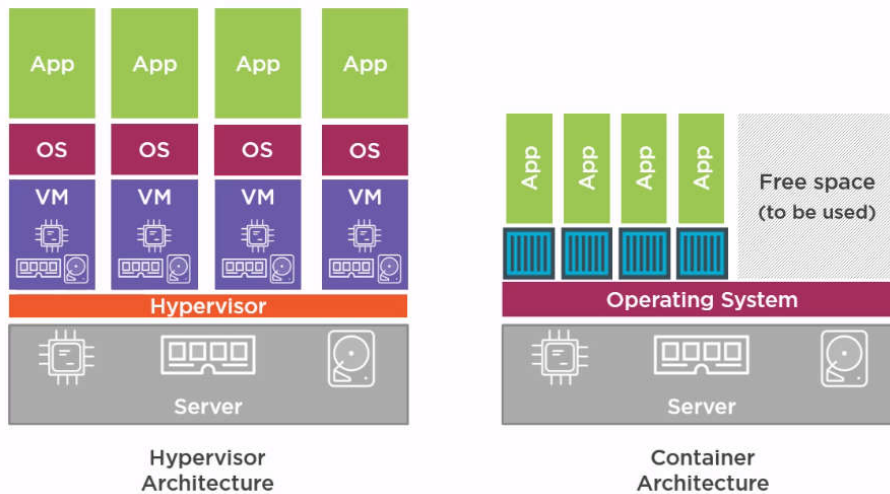 App App App App
OS OS OS OS
VM VM VM VM
Hypervisor
Server
Hypervisor
Architecture
App App App App
Free space
(to be used)
Operating System
Server
Container
Architecture